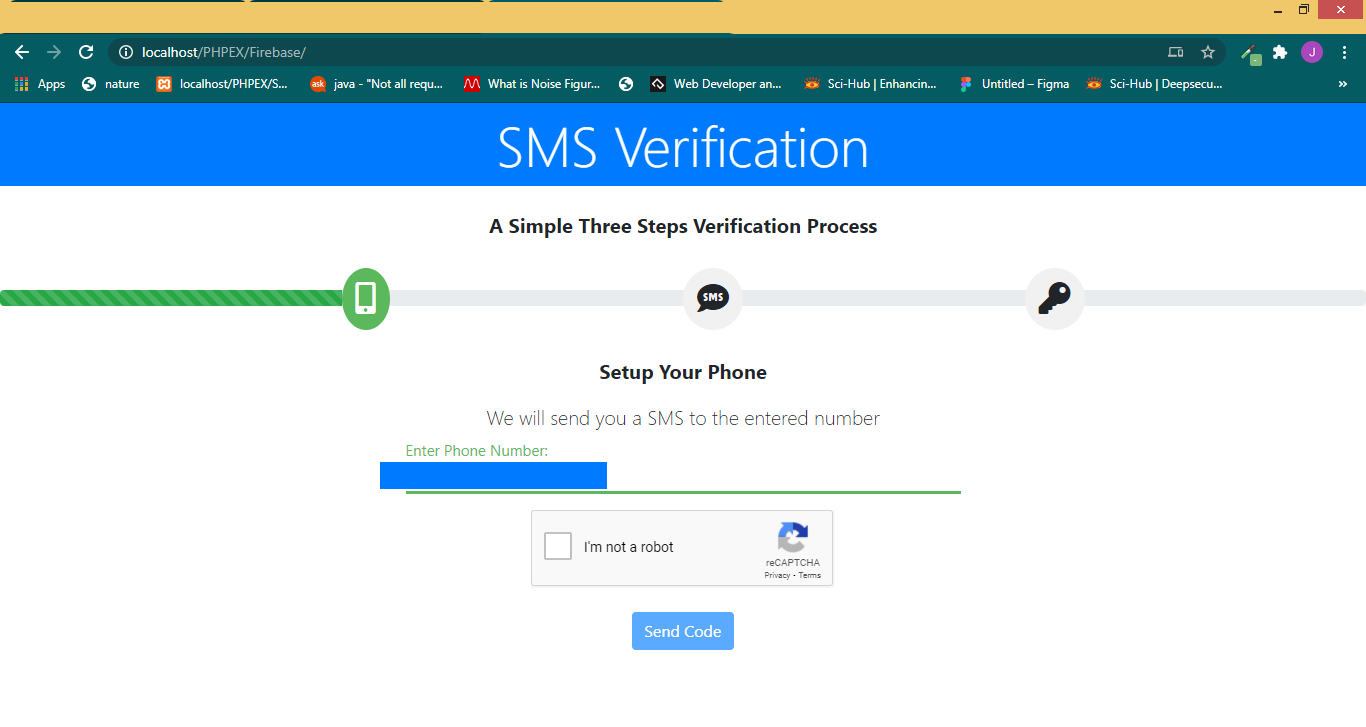 localhost/PHPEX/Firebase/
J
Apps nature localhost/PHPEX/S... ask java - "Not all requ... What is Noise Figur... Web Developer an... Sci-Hub | Enhancin... Untitled – Figma Sci-Hub | Deepsecu... »
SMS Verification
A Simple Three Steps Verification Process
SMS
Setup Your Phone
We will send you a SMS to the entered number
Enter Phone Number:
I'm not a robot
reCAPTCHA
Privacy - Terms
Send Code